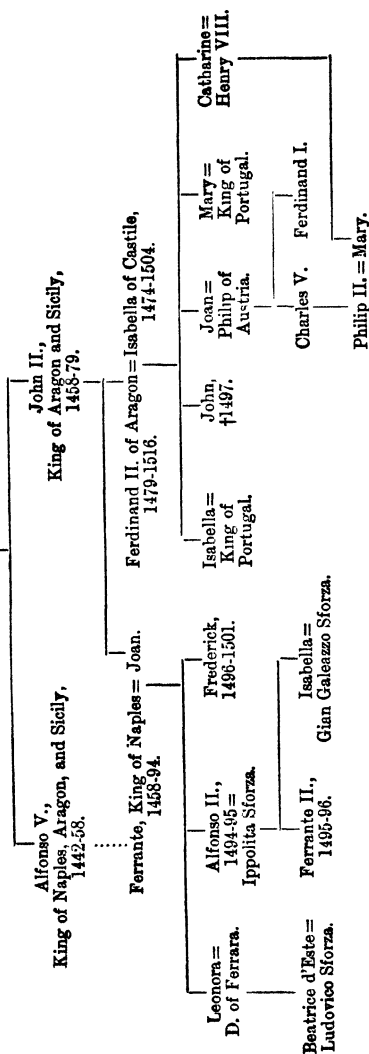 Alfonso V.,
King of Naples, Aragon, and Sicily,
1442-58.
John II.,
King of Aragon and Sicily,
1458-79.
Ferrante, King of Naples = Joan.
1458-94.
Ferdinand II. of Aragon = Isabella of Castile,
1479-1516. 1474-1504.
Leonora =
D. of Ferrara.
Alfonso II.,
1494-95 =
Ippolita Sforza.
Frederick,
1496-1501.
Isabella =
King of
Portugal.
John,
†1497.
Joan =
Philip of
Austria.
Mary =
King of
Portugal.
Catharine =
Henry VIII.
Beatrice d'Este =
Ludovico Sforza.
Ferrante II.,
1495-96.
Isabella =
Gian Galeazzo Sforza.
Charles V.
Ferdinand I.
Philip II. = Mary.